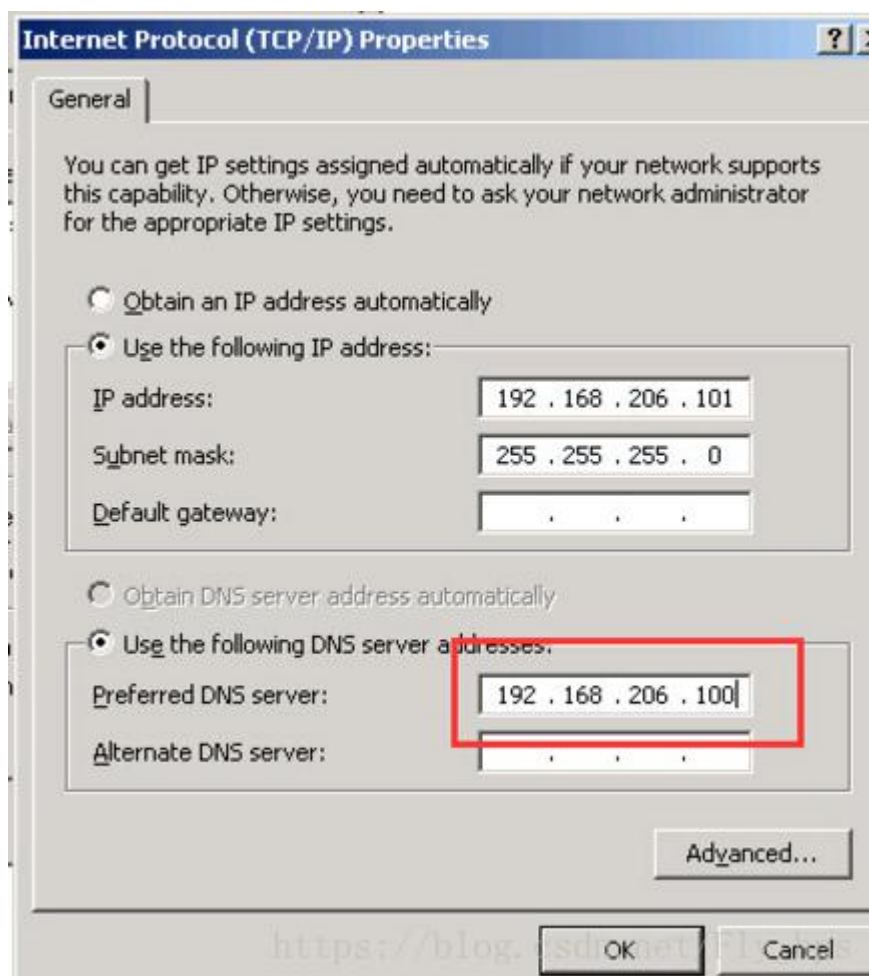 Internet Protocol (TCP/IP) Properties
?
General
You can get IP settings assigned automatically if your network supports
this capability. Otherwise, you need to ask your network administrator
for the appropriate IP settings.
Obtain an IP address automatically
Use the following IP address:
IP address: 192 . 168 . 206 . 101
Subnet mask: 255 . 255 . 255 . 0
Default gateway: . . .
Obtain DNS server address automatically
Use the following DNS server addresses:
Preferred DNS server: 192 . 168 . 206 . 100
Alternate DNS server: . . .
Advanced...
OK Cancel